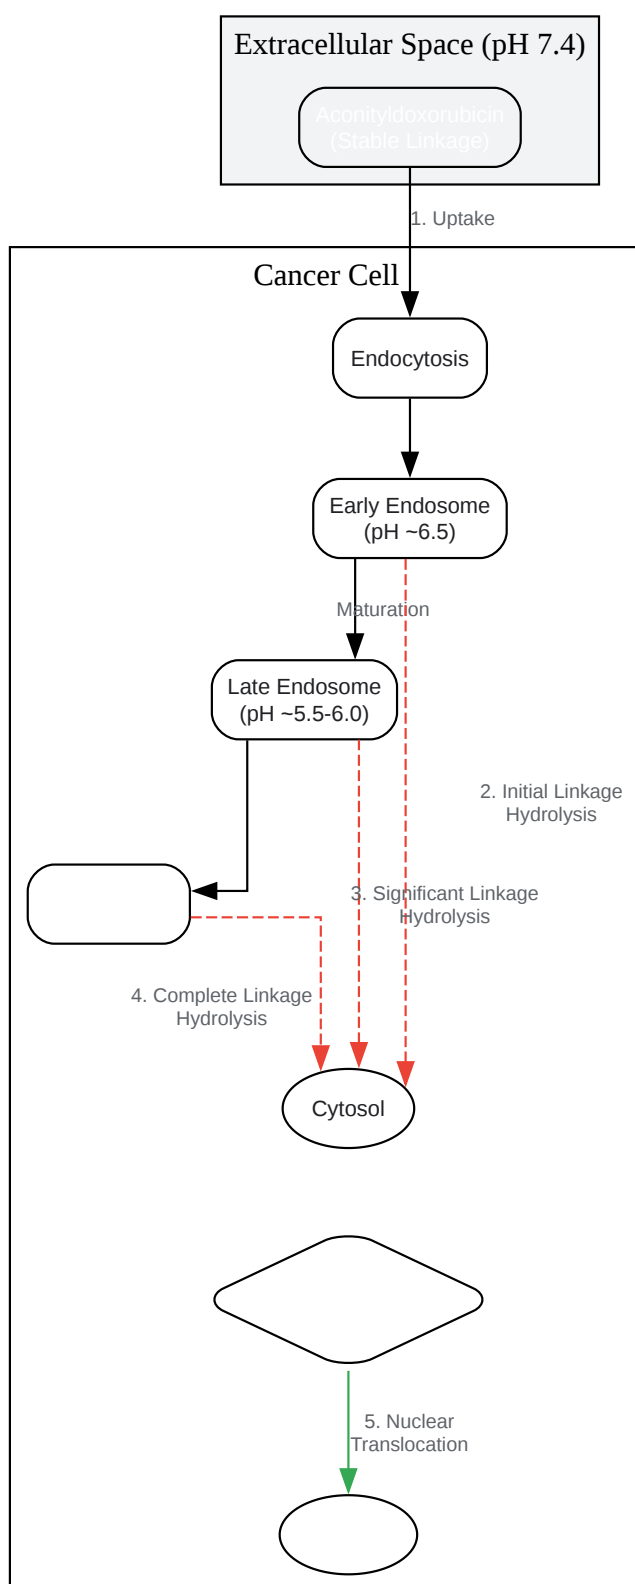 Extracellular Space (pH 7.4)
Aconityldoxorubicin
(Stable Linkage)
1. Uptake
Cancer Cell
Endocytosis
Early Endosome
(pH ~6.5)
Maturation
Late Endosome
(pH ~5.5-6.0)
2. Initial Linkage
Hydrolysis
3. Significant Linkage
Hydrolysis
4. Complete Linkage
Hydrolysis
Cytosol
5. Nuclear
Translocation